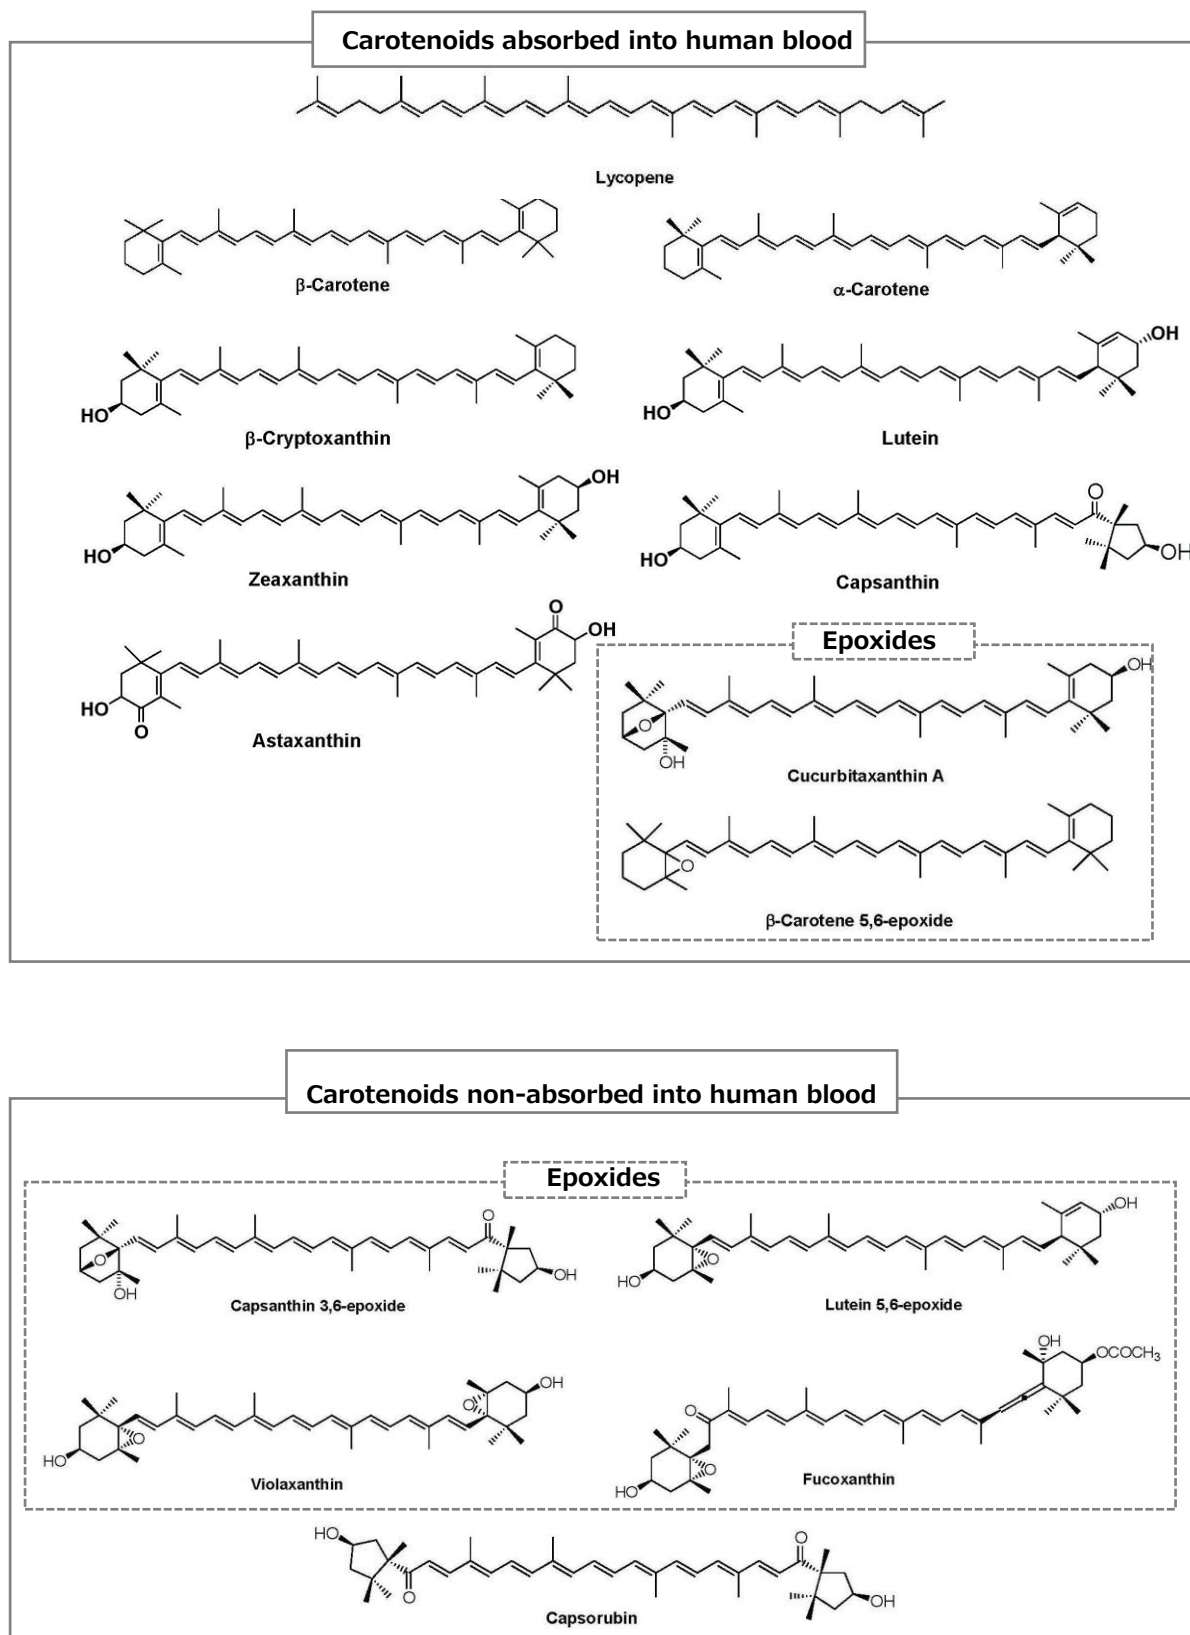 Carotenoids absorbed into human blood
Lycopene
β-Carotene
α-Carotene
HO
β-Cryptoxanthin
OH
HO
Lutein
OH
HO
Zeaxanthin
O
HO
OH
Capsanthin
O
OH
HO
O
Astaxanthin
Epoxides
OH
O
OH
Cucurbitaxanthin A
O
β-Carotene 5,6-epoxide
Carotenoids non-absorbed into human blood
Epoxides
O
O
OH
OH
Capsanthin 3,6-epoxide
OH
O
HO
Lutein 5,6-epoxide
OH
O
O
HO
Violaxanthin
OH
OCOCH3
O
O
HO
Fucoxanthin
HO
O
O
OH
Capsorubin